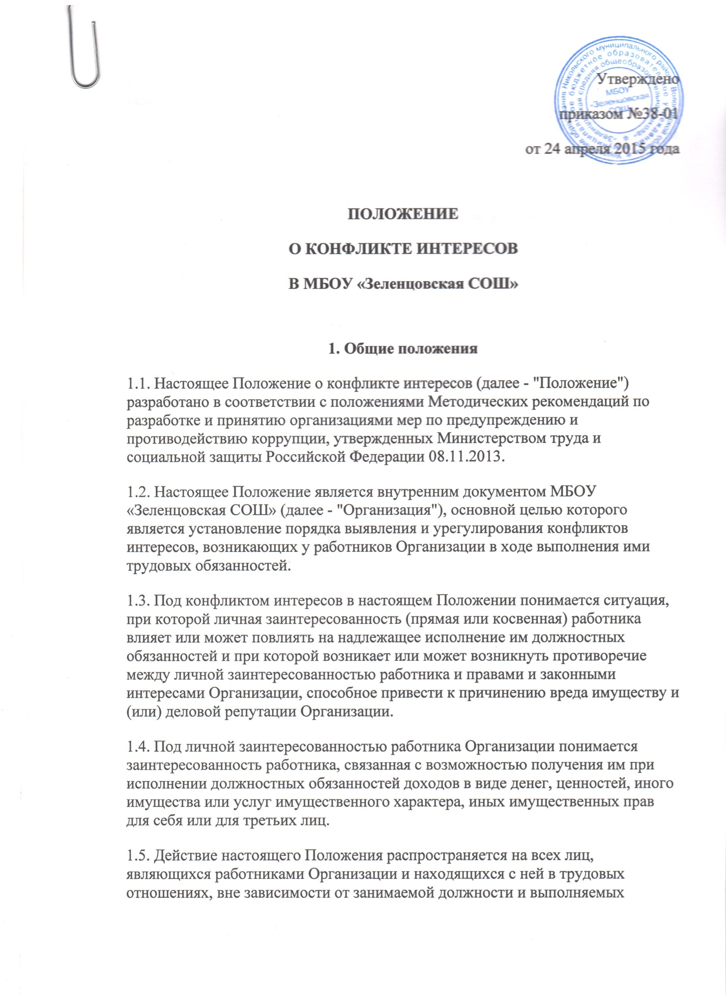 Утверждено
приказом №38-01
от 24 апреля 2015 года
МБОУ
«Зеленцовская
СОШ»
ПОЛОЖЕНИЕ
О КОНФЛИКТЕ ИНТЕРЕСОВ
В МБОУ «Зеленцовская СОШ»
1. Общие положения
1.1. Настоящее Положение о конфликте интересов (далее - "Положение")
разработано в соответствии с положениями Методических рекомендаций по
разработке и принятию организациями мер по предупреждению и
противодействию коррупции, утвержденных Министерством труда и
социальной защиты Российской Федерации 08.11.2013.
1.2. Настоящее Положение является внутренним документом МБОУ
«Зеленцовская СОШ» (далее - "Организация"), основной целью которого
является установление порядка выявления и урегулирования конфликтов
интересов, возникающих у работников Организации в ходе выполнения ими
трудовых обязанностей.
1.3. Под конфликтом интересов в настоящем Положении понимается ситуация,
при которой личная заинтересованность (прямая или косвенная) работника
влияет или может повлиять на надлежащее исполнение им должностных
обязанностей и при которой возникает или может возникнуть противоречие
между личной заинтересованностью работника и правами и законными
интересами Организации, способное привести к причинению вреда имуществу и
(или) деловой репутации Организации.
1.4. Под личной заинтересованностью работника Организации понимается
заинтересованность работника, связанная с возможностью получения им при
исполнении должностных обязанностей доходов в виде денег, ценностей, иного
имущества или услуг имущественного характера, иных имущественных прав
для себя или для третьих лиц.
1.5. Действие настоящего Положения распространяется на всех лиц,
являющихся работниками Организации и находящихся с ней в трудовых
отношениях, вне зависимости от занимаемой должности и выполняемых